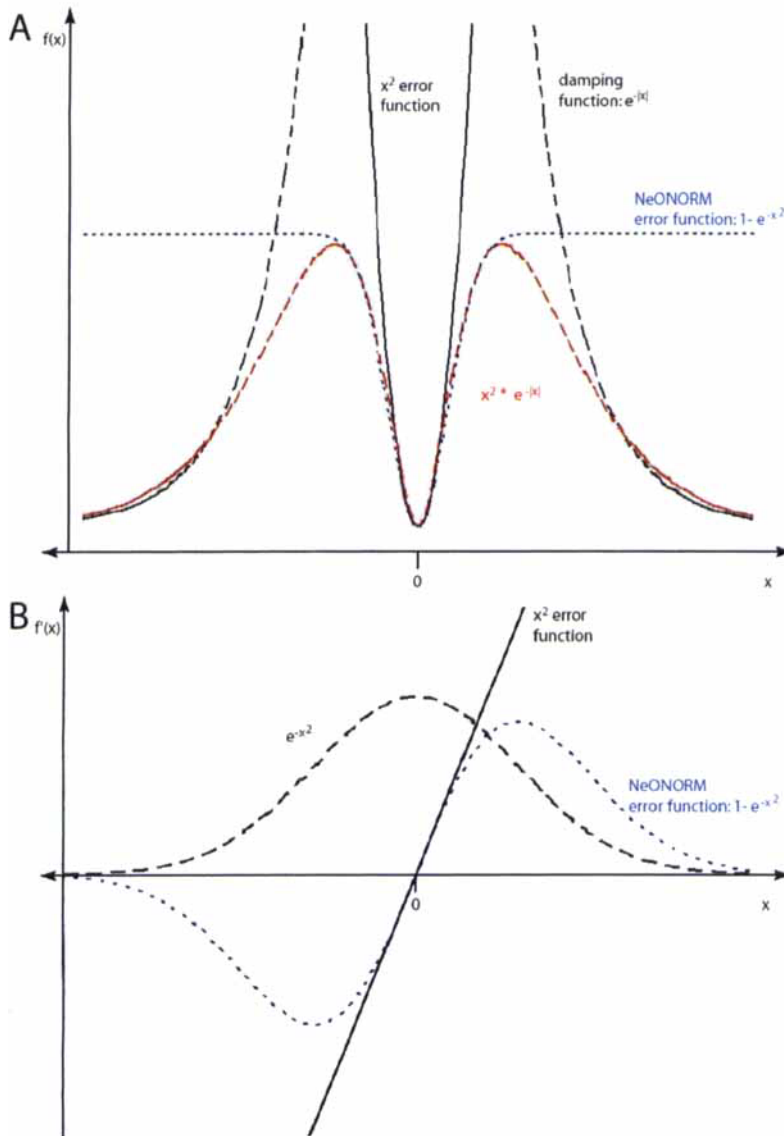 A
f(x)
x² error
function
damping
function: e^-|x|
NeONORM
error function: 1- e^-x²
x² * e^-|x|
0
x
B
f'(x)
x² error
function
e^-x²
NeONORM
error function: 1- e^-x²
0
x